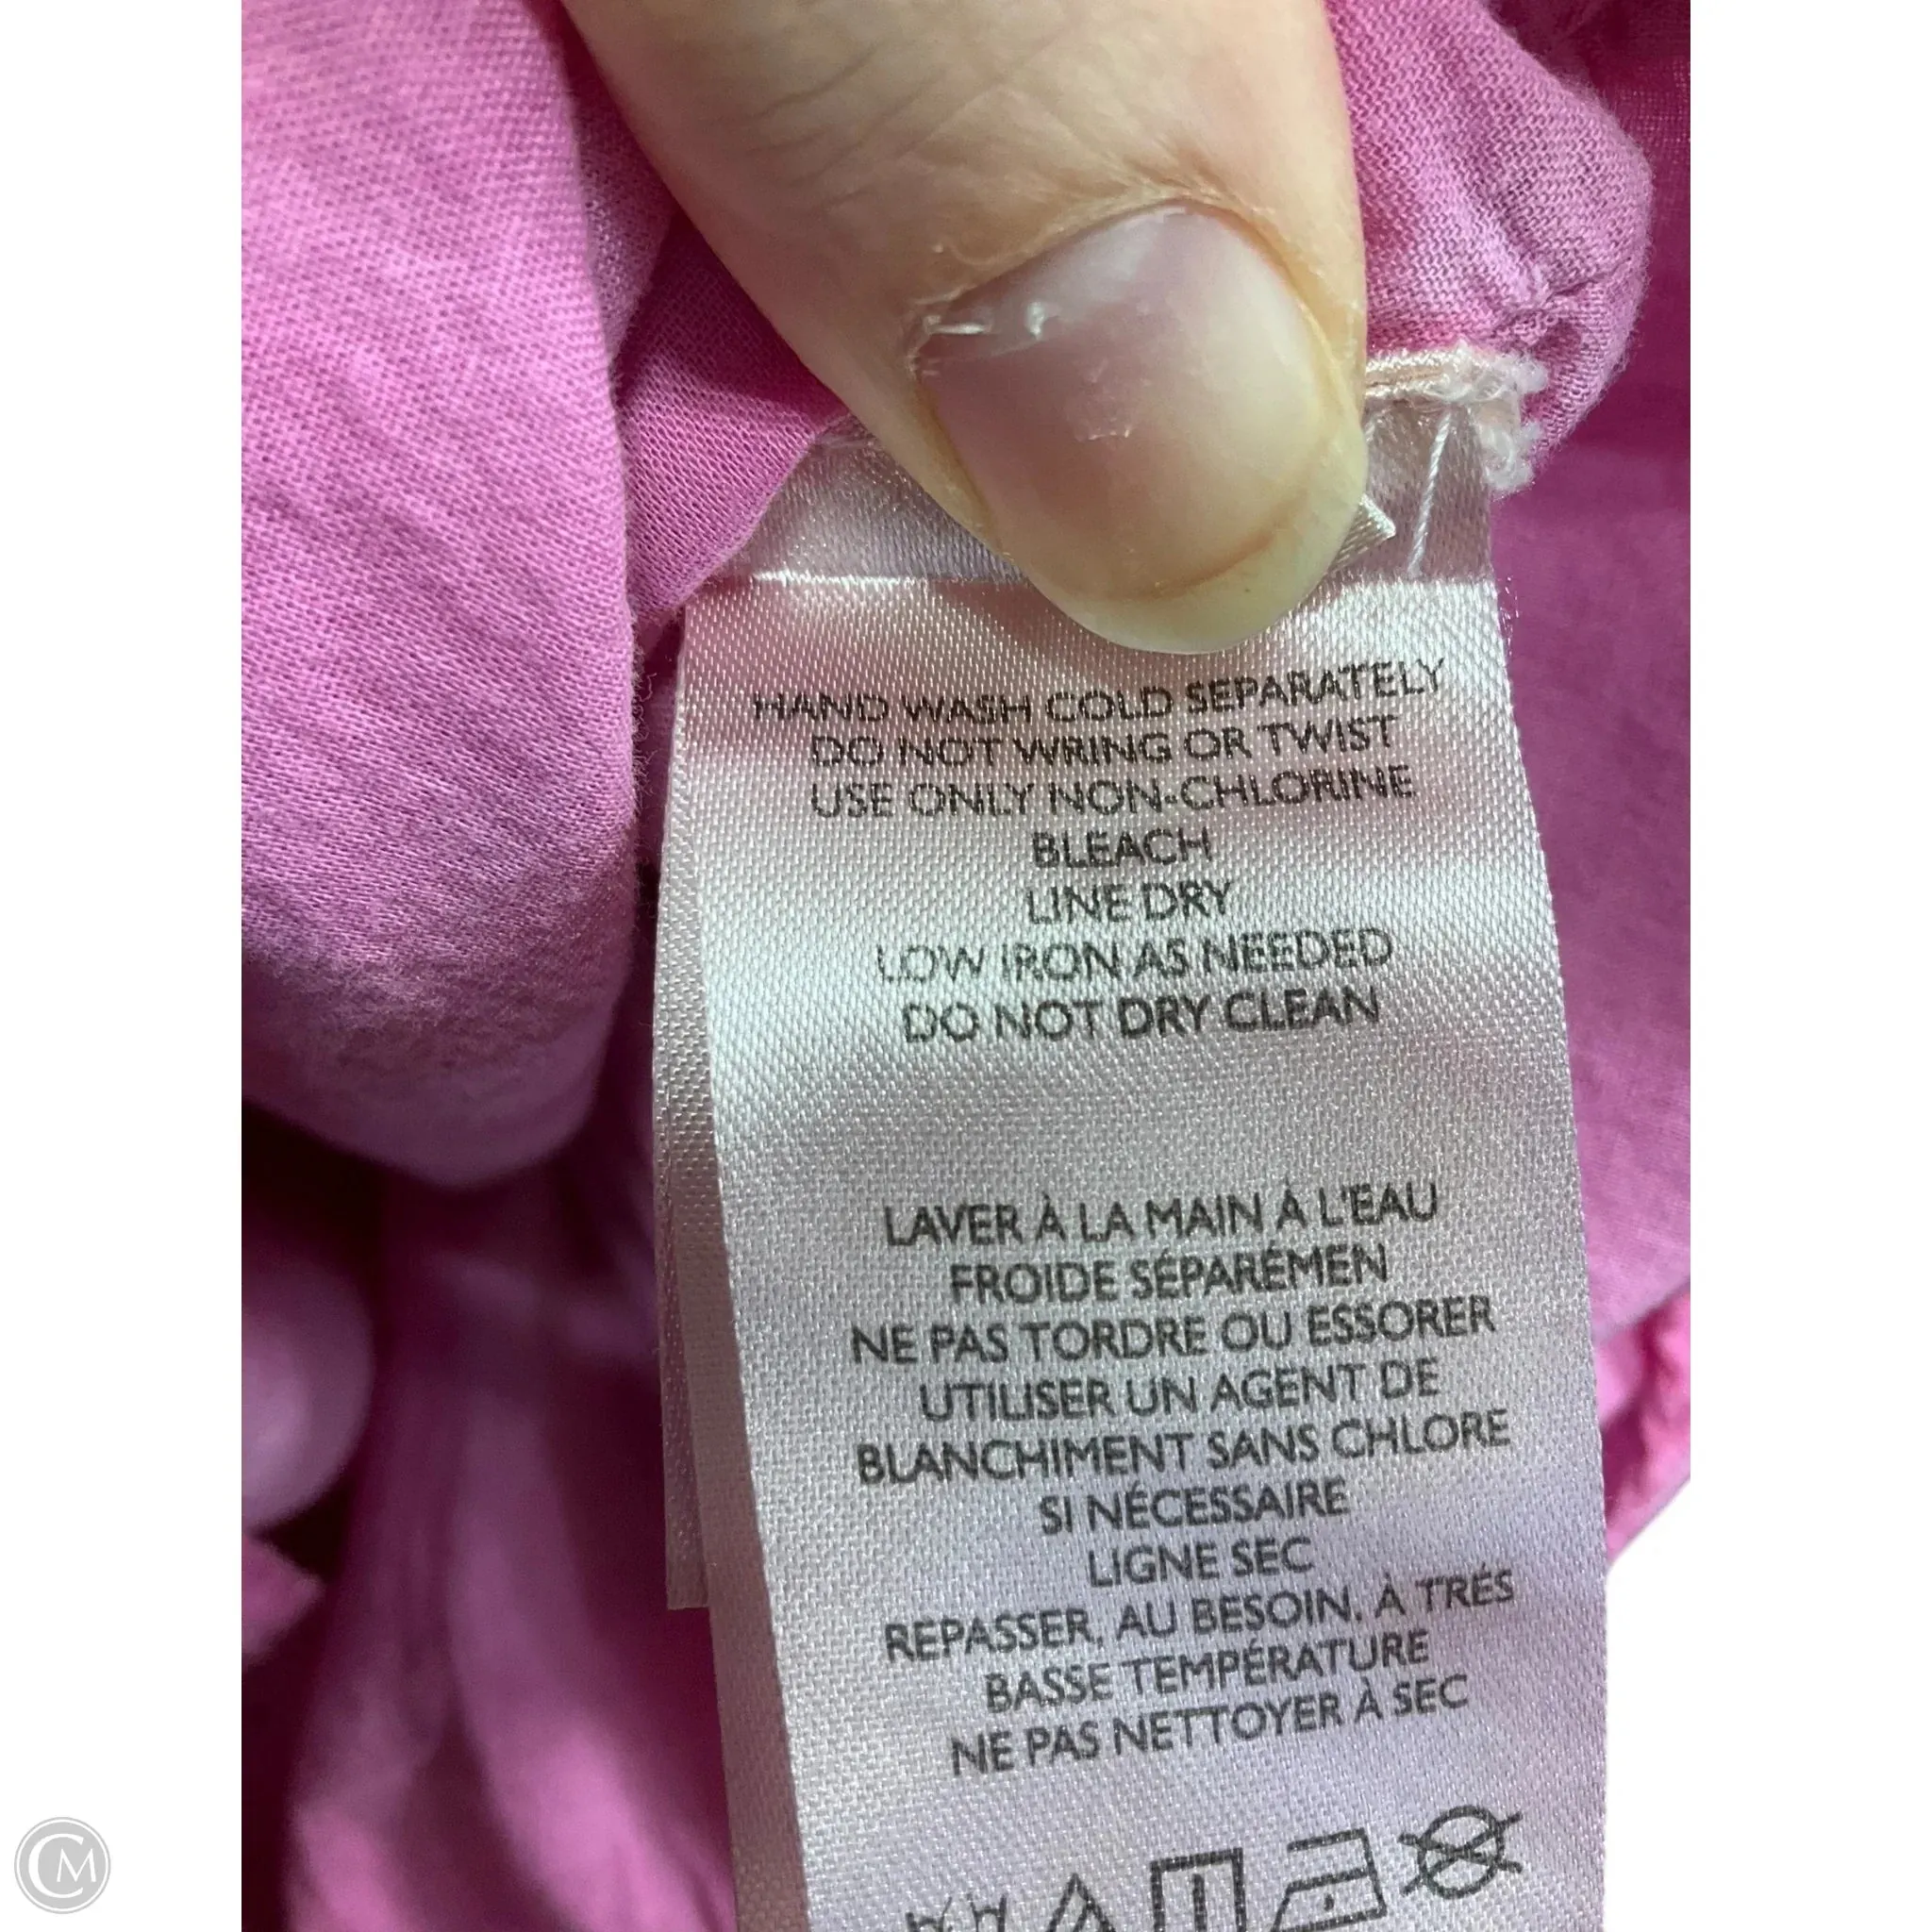 HAND WASH COLD SEPARATELY
DO NOT WRING OR TWIST
USE ONLY NON-CHLORINE
BLEACH
LINE DRY
LOW IRON AS NEEDED
DO NOT DRY CLEAN
LAVER À LA MAIN À L'EAU
FROIDE SÉPARÉMEN
NE PAS TORDRE OU ESSORER
UTILISER UN AGENT DE
BLANCHIMENT SANS CHLORE
SI NÉCESSAIRE
LIGNE SEC
REPASSER, AU BESOIN, À TRÉS
BASSE TEMPÉRATURE
NE PAS NETTOYER À SEC
CM